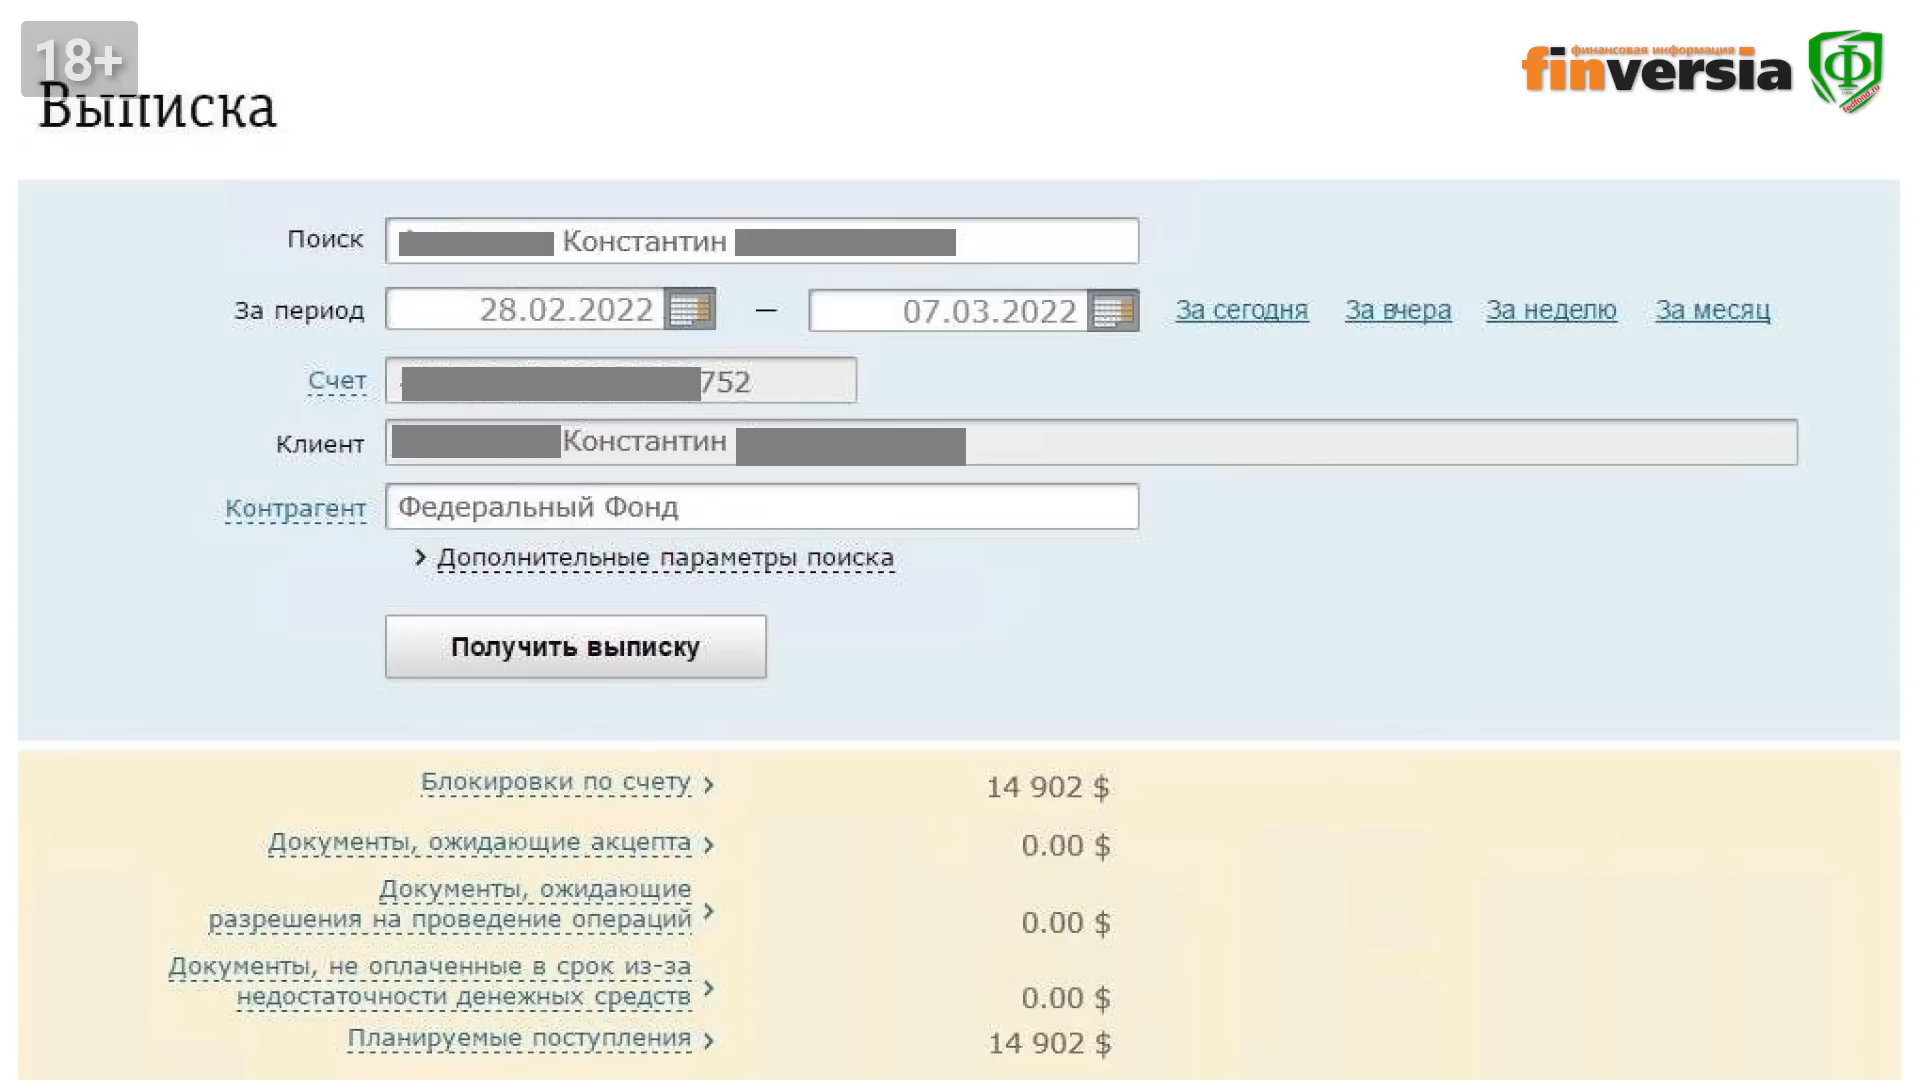 18+
финансовая информация
finversia
Ф
fgdfond.ru
Выписка
Поиск Константин
За период 28.02.2022 — 07.03.2022 За сегодня За вчера За неделю За месяц
Счет 752
Клиент Константин
Контрагент Федеральный Фонд
Дополнительные параметры поиска
Получить выписку
Блокировки по счету 14 902 $
Документы, ожидающие акцепта 0.00 $
Документы, ожидающие
разрешения на проведение операций 0.00 $
Документы, не оплаченные в срок из-за
недостаточности денежных средств 0.00 $
Планируемые поступления 14 902 $